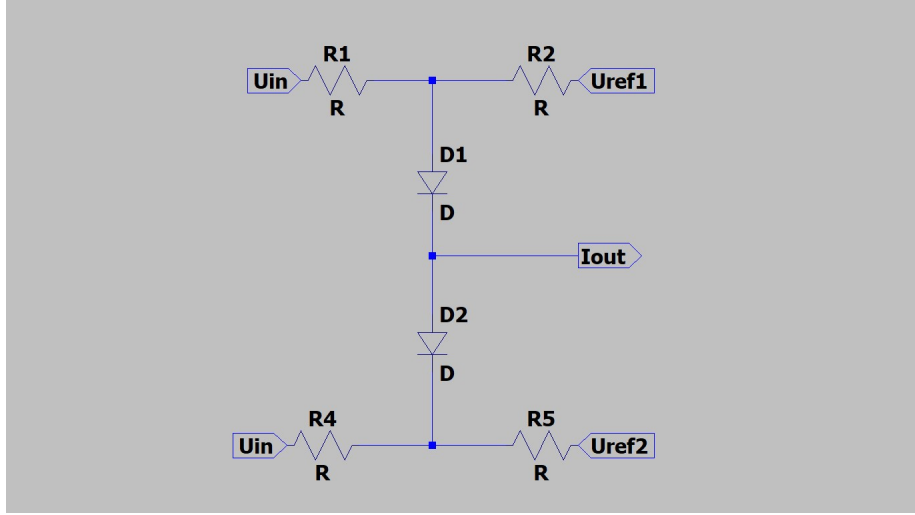 R1 R2
Uin Uref1
R R
D1
D
Iout
D2
D
R4 R5
Uin Uref2
R R